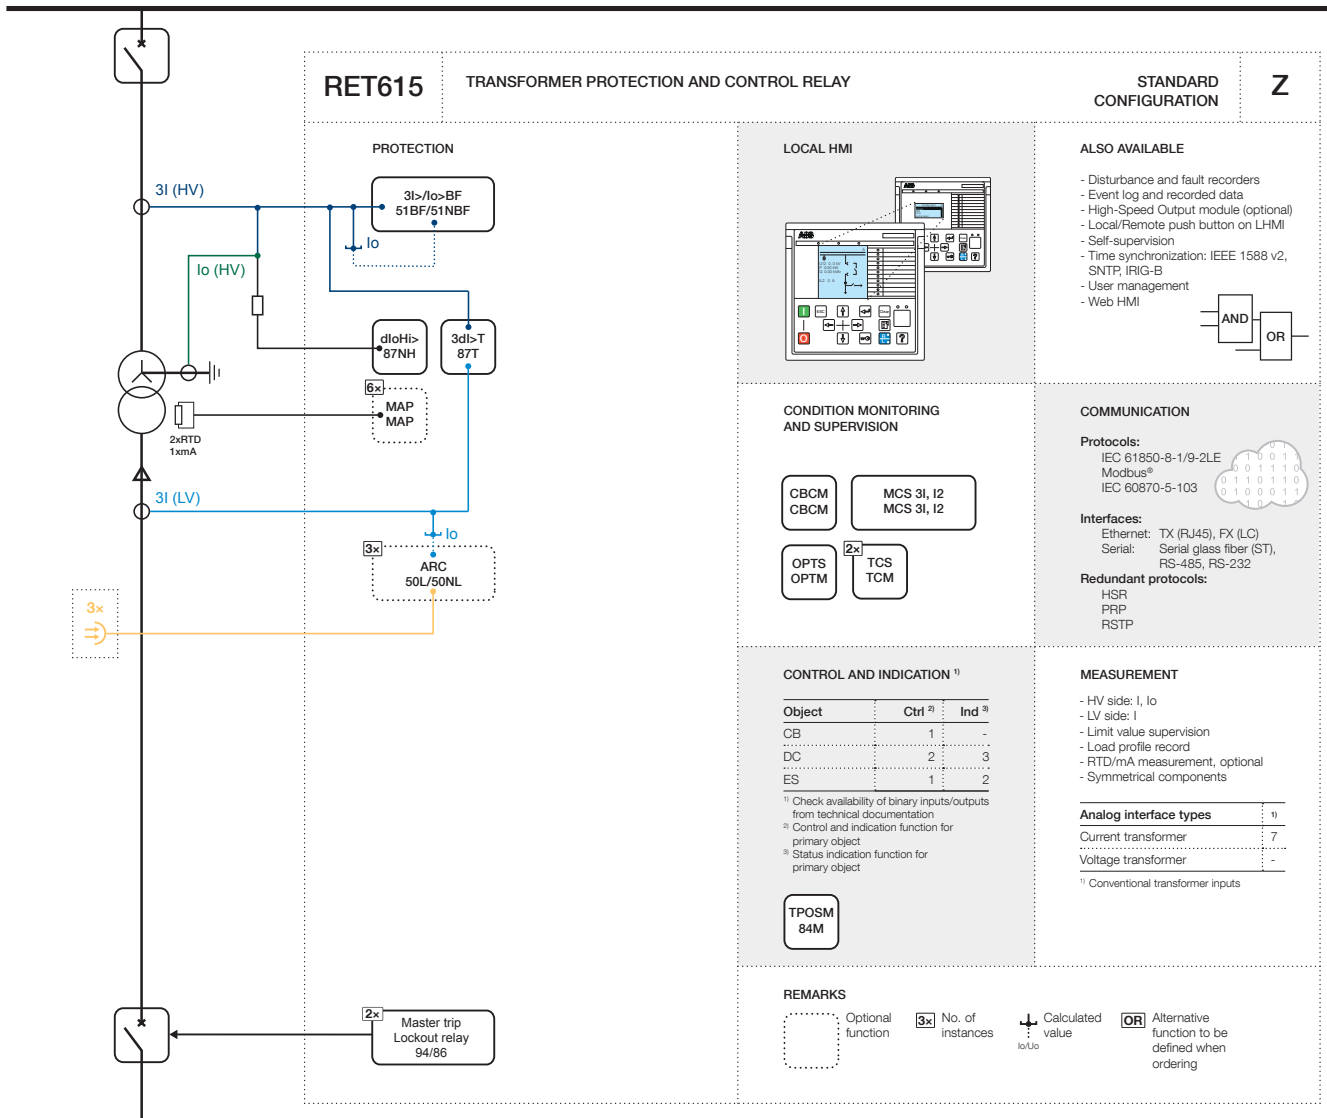 RET615
TRANSFORMER PROTECTION AND CONTROL RELAY
STANDARD
CONFIGURATION
Z
PROTECTION
3I (HV)
3I>/Io>BF
51BF/51NBF
Io
Io (HV)
dIoHi>
87NH
3dI>T
87T
6×
MAP
MAP
2xRTD
1xmA
3I (LV)
Io
3×
ARC
50L/50NL
3×
2×
Master trip
Lockout relay
94/86
LOCAL HMI
ABB
ABB
ESC
Clear
I
O
?
?
ALSO AVAILABLE
- Disturbance and fault recorders
- Event log and recorded data
- High-Speed Output module (optional)
- Local/Remote push button on LHMI
- Self-supervision
- Time synchronization: IEEE 1588 v2,
SNTP, IRIG-B
- User management
- Web HMI
AND
OR
CONDITION MONITORING
AND SUPERVISION
CBCM
CBCM
MCS 3I, I2
MCS 3I, I2
OPTS
OPTM
2×
TCS
TCM
COMMUNICATION
Protocols:
IEC 61850-8-1/9-2LE
Modbus®
IEC 60870-5-103
Interfaces:
Ethernet: TX (RJ45), FX (LC)
Serial: Serial glass fiber (ST),
RS-485, RS-232
Redundant protocols:
HSR
PRP
RSTP
CONTROL AND INDICATION 1)
Object Ctrl 2) Ind 3)
CB 1 -
DC 2 3
ES 1 2
1) Check availability of binary inputs/outputs
from technical documentation
2) Control and indication function for
primary object
3) Status indication function for
primary object
TPOSM
84M
MEASUREMENT
- HV side: I, Io
- LV side: I
- Limit value supervision
- Load profile record
- RTD/mA measurement, optional
- Symmetrical components
Analog interface types 1)
Current transformer 7
Voltage transformer -
1) Conventional transformer inputs
REMARKS
Optional
function
3×
No. of
instances
Io/Uo
Calculated
value
OR
Alternative
function to be
defined when
ordering